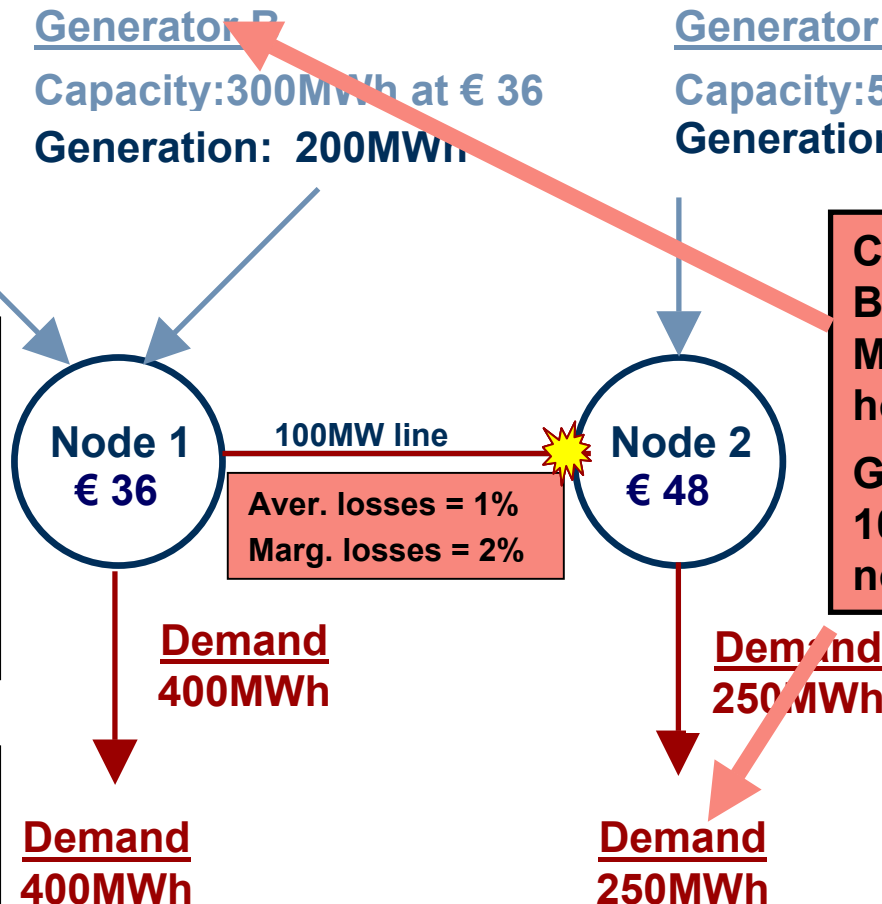 Generator B
Capacity:300MWh at € 36
Generation: 200MWh
Generator
Capacity:5
Generation
Node 1
€ 36
100MW line
Aver. losses = 1%
Marg. losses = 2%
Node 2
€ 48
C
B
M
G
10
Demand
400MWh
Demand
250MWh
Demand
400MWh
Demand
250MWh